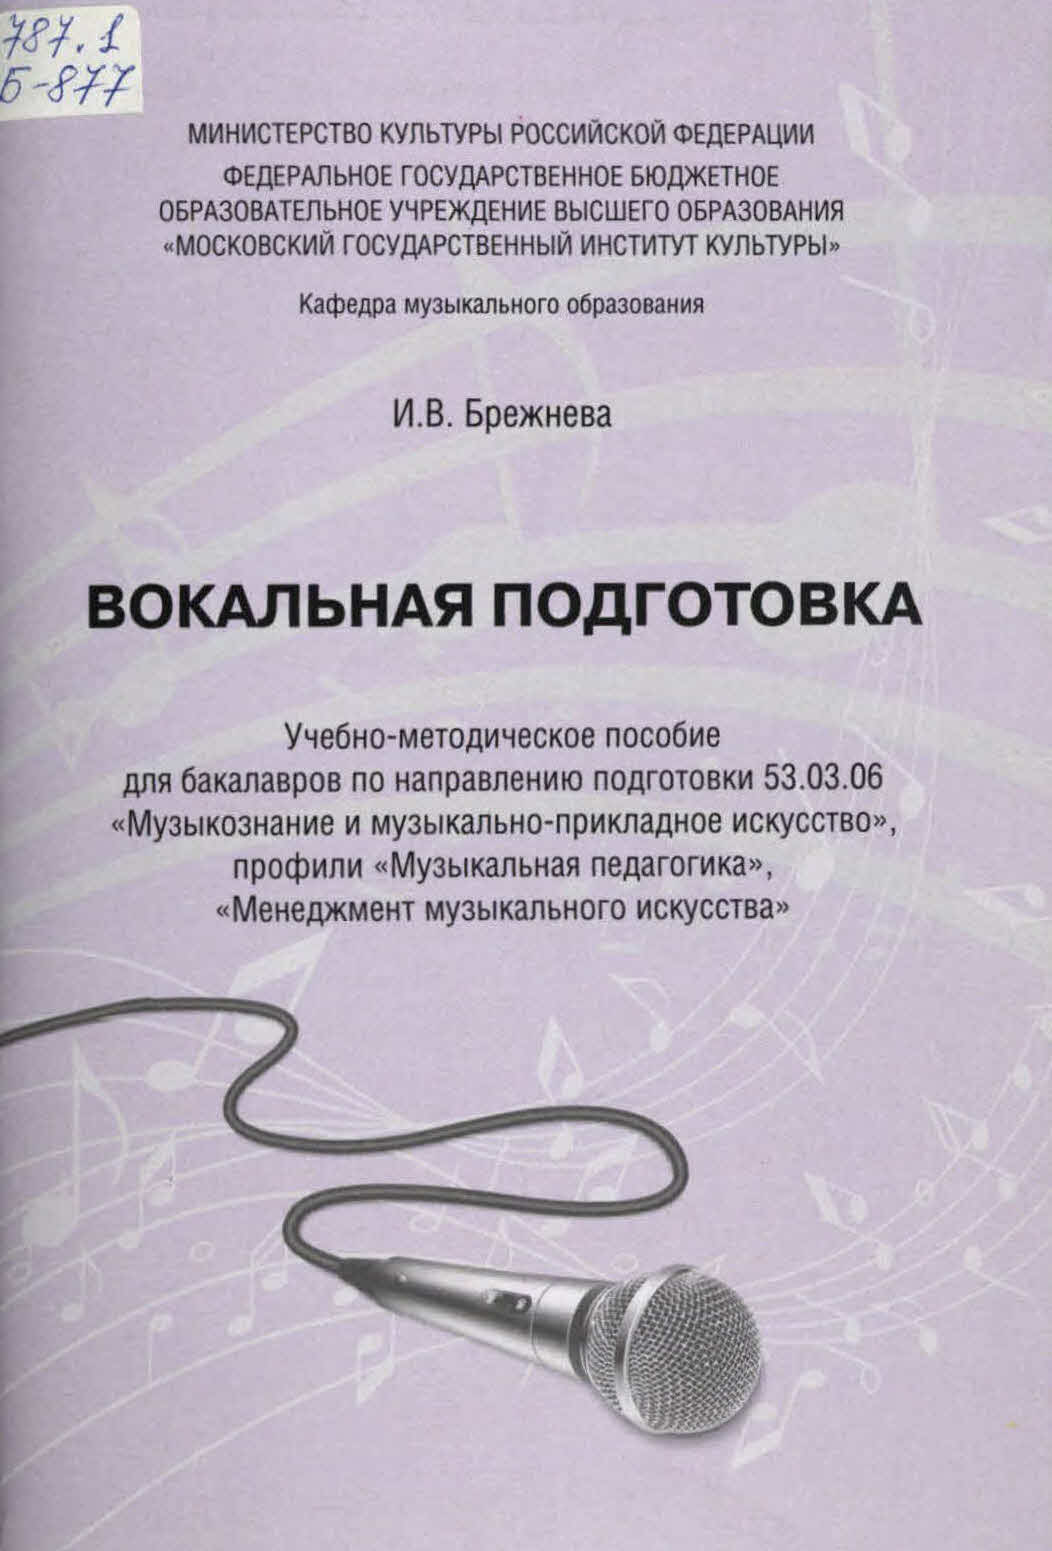 787.1
Б-877
МИНИСТЕРСТВО КУЛЬТУРЫ РОССИЙСКОЙ ФЕДЕРАЦИИ
ФЕДЕРАЛЬНОЕ ГОСУДАРСТВЕННОЕ БЮДЖЕТНОЕ
ОБРАЗОВАТЕЛЬНОЕ УЧРЕЖДЕНИЕ ВЫСШЕГО ОБРАЗОВАНИЯ
«МОСКОВСКИЙ ГОСУДАРСТВЕННЫЙ ИНСТИТУТ КУЛЬТУРЫ»
Кафедра музыкального образования
И.В. Брежнева
ВОКАЛЬНАЯ ПОДГОТОВКА
Учебно-методическое пособие
для бакалавров по направлению подготовки 53.03.06
«Музыкознание и музыкально-прикладное искусство»,
профили «Музыкальная педагогика»,
«Менеджмент музыкального искусства»